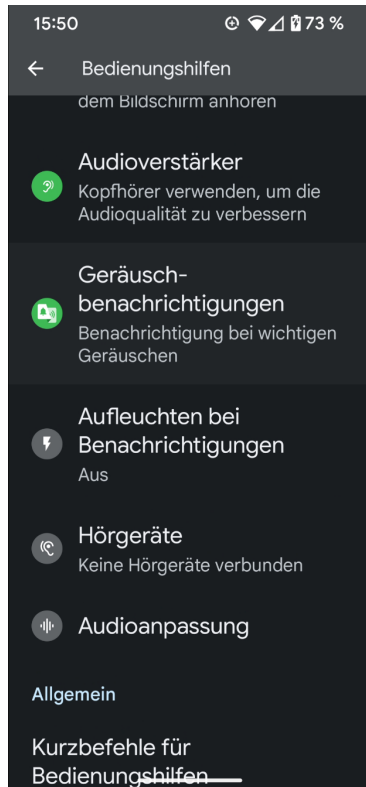 15:50 73 %
Bedienungshilfen
dem Bildschirm anhören
Audioverstärker
Kopfhörer verwenden, um die
Audioqualität zu verbessern
Geräusch-
benachrichtigungen
Benachrichtigung bei wichtigen
Geräuschen
Aufleuchten bei
Benachrichtigungen
Aus
Hörgeräte
Keine Hörgeräte verbunden
Audioanpassung
Allgemein
Kurzbefehle für
Bedienungshilfen